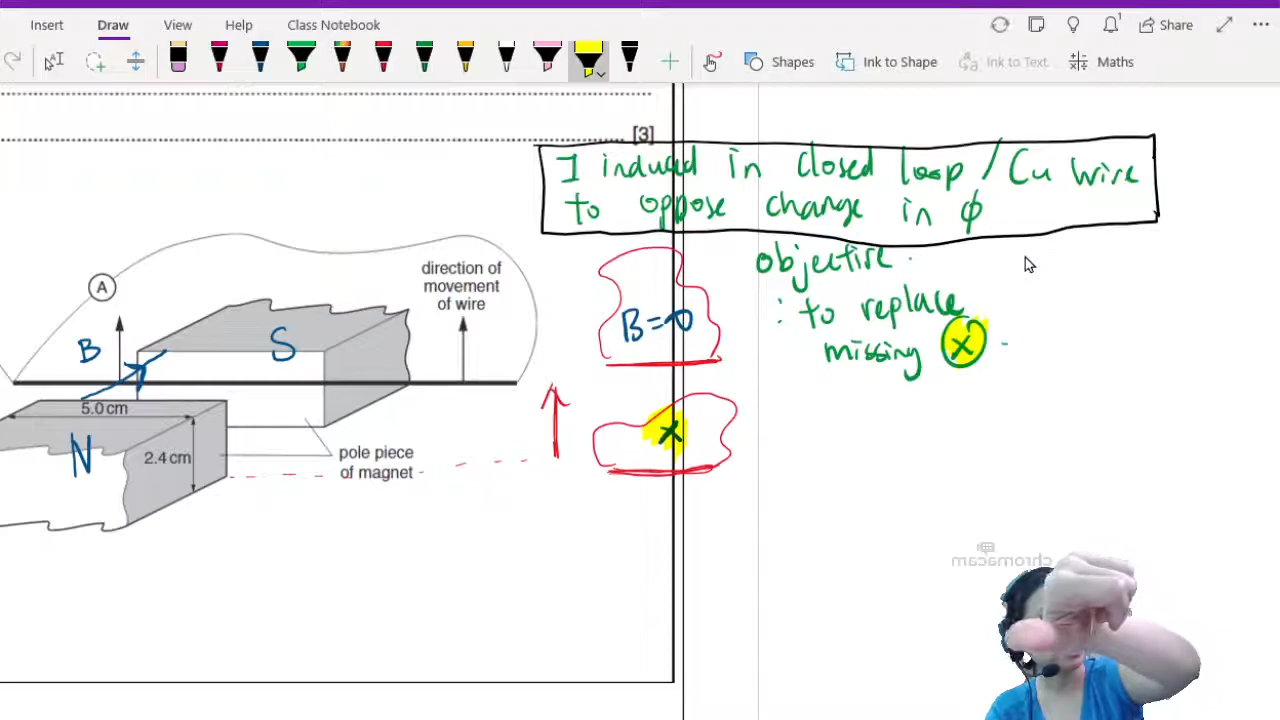 Insert Draw View Help Class Notebook
1 Share
Shapes Ink to Shape Ink to Text Maths
[3]
I induced in closed loop / Cu wire
to oppose change in ϕ
objective.
: to replace
missing X
direction of
movement
of wire
A
B
S
B=0
5.0 cm
N
2.4 cm
pole piece
of magnet
X
chromacam